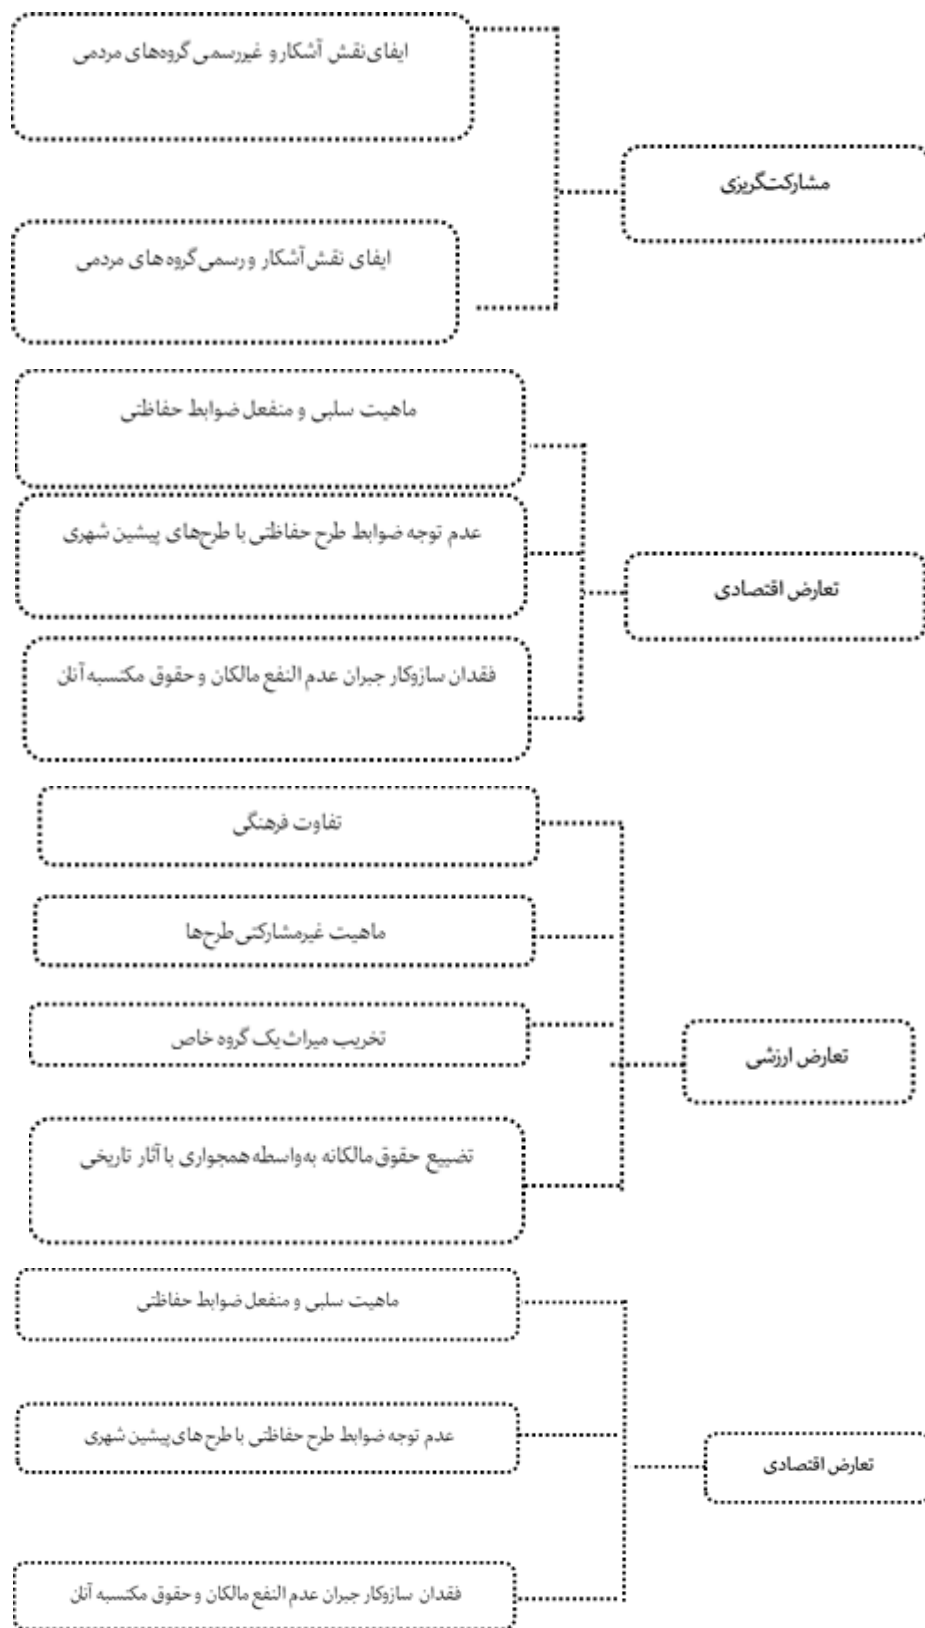 ایفای نقش آشکار و غیررسمی گروه‌های مردمی
مشارکت‌گریزی
ایفای نقش آشکار و رسمی گروه های مردمی
ماهیت سلبی و منفعل ضوابط حفاظتی
عدم توجه ضوابط طرح حفاظتی با طرح‌های پیشین شهری
تعارض اقتصادی
فقدان سازوکار جبران عدم النفع مالکان و حقوق مکتسبه آنان
تفاوت فرهنگی
ماهیت غیرمشارکتی طرح‌ها
تخریب میراث یک گروه خاص
تعارض ارزشی
تضییع حقوق مالکانه به‌واسطه همجواری با آثار تاریخی
ماهیت سلبی و منفعل ضوابط حفاظتی
عدم توجه ضوابط طرح حفاظتی با طرح های پیشین شهری
تعارض اقتصادی
فقدان سازوکار جبران عدم النفع مالکان و حقوق مکتسبه آنان